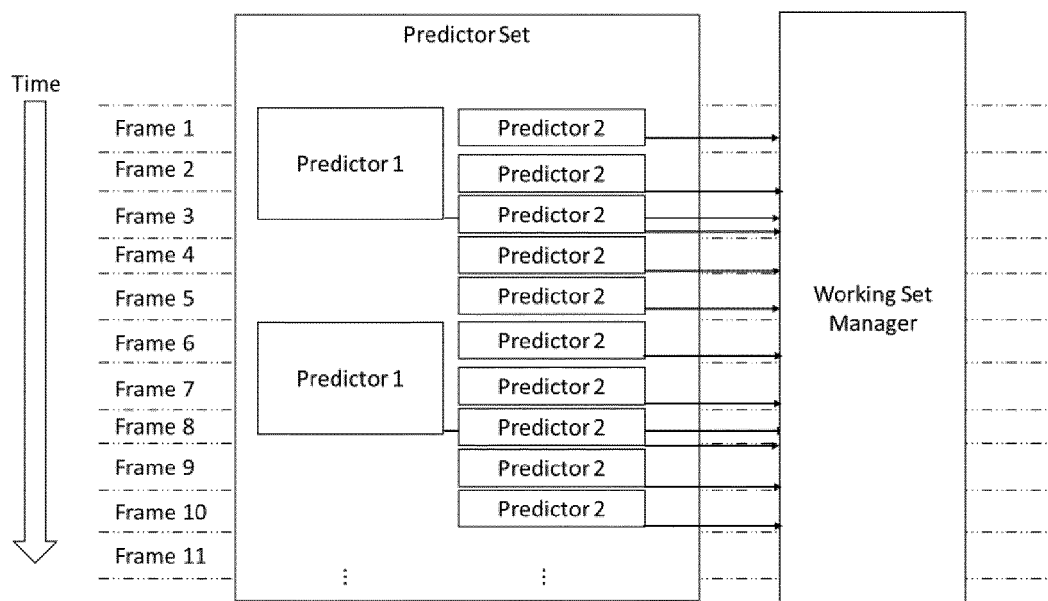 Predictor Set
Time
Frame 1
Predictor 2
Predictor 1
Frame 2
Predictor 2
Frame 3
Predictor 2
Frame 4
Predictor 2
Frame 5
Predictor 2
Working Set
Manager
Frame 6
Predictor 2
Predictor 1
Frame 7
Predictor 2
Frame 8
Predictor 2
Frame 9
Predictor 2
Frame 10
Predictor 2
Frame 11
⋮ ⋮